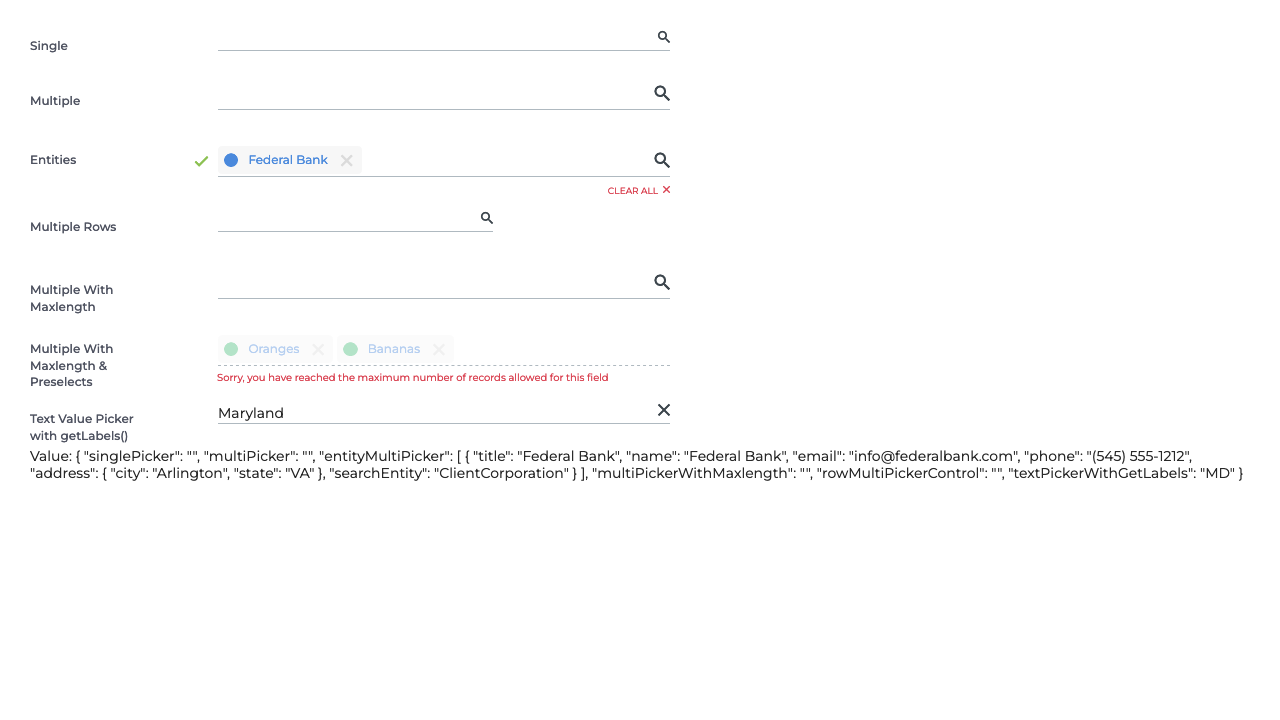 Single
Multiple
Entities
Federal Bank
CLEAR ALL
Multiple Rows
Multiple With
Maxlength
Multiple With
Maxlength &
Preselects
Oranges
Bananas
Sorry, you have reached the maximum number of records allowed for this field
Text Value Picker
with getLabels()
Maryland
Value: { "singlePicker": "", "multiPicker": "", "entityMultiPicker": [ { "title": "Federal Bank", "name": "Federal Bank", "email": "info@federalbank.com", "phone": "(545) 555-1212",
"address": { "city": "Arlington", "state": "VA" }, "searchEntity": "ClientCorporation" } ], "multiPickerWithMaxlength": "", "rowMultiPickerControl": "", "textPickerWithGetLabels": "MD" }